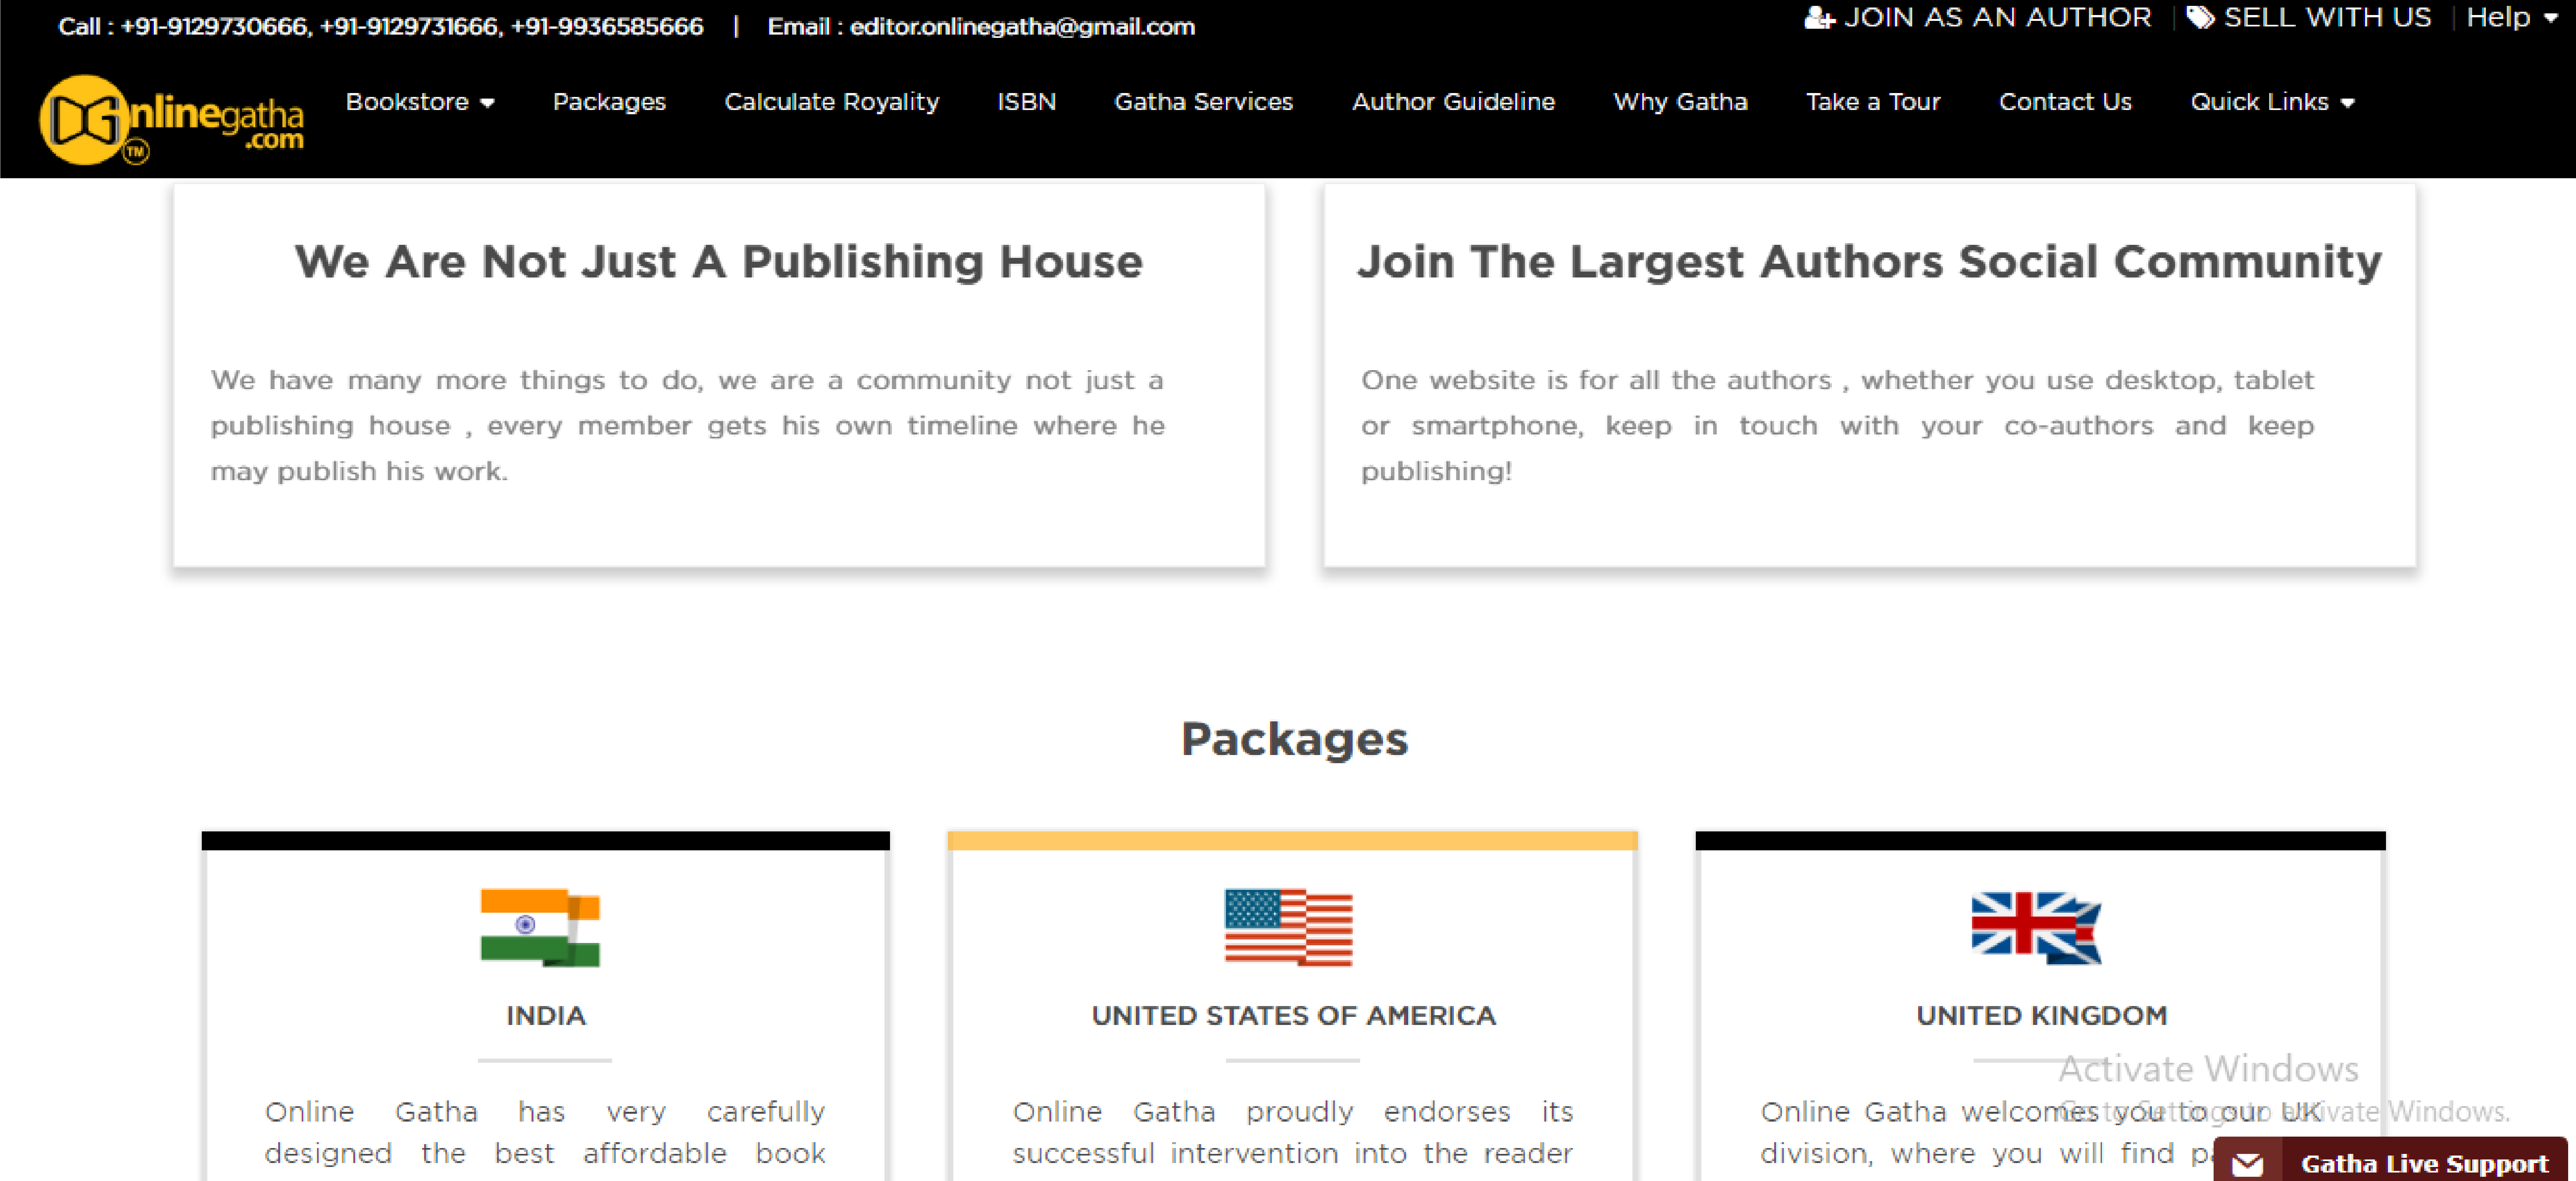 Call : +91-9129730666, +91-9129731666, +91-9936585666 | Email : editor.onlinegatha@gmail.com
JOIN AS AN AUTHOR | SELL WITH US | Help
Onlinegatha
.com
TM
Bookstore Packages Calculate Royality ISBN Gatha Services Author Guideline Why Gatha Take a Tour Contact Us Quick Links
We Are Not Just A Publishing House
We have many more things to do, we are a community not just a
publishing house , every member gets his own timeline where he
may publish his work.
Join The Largest Authors Social Community
One website is for all the authors , whether you use desktop, tablet
or smartphone, keep in touch with your co-authors and keep
publishing!
Packages
INDIA
Online Gatha has very carefully
designed the best affordable book
UNITED STATES OF AMERICA
Online Gatha proudly endorses its
successful intervention into the reader
UNITED KINGDOM
Online Gatha welcomes you to our UK
division, where you will find
Activate Windows
Go to Settings to activate Windows.
Gatha Live Support